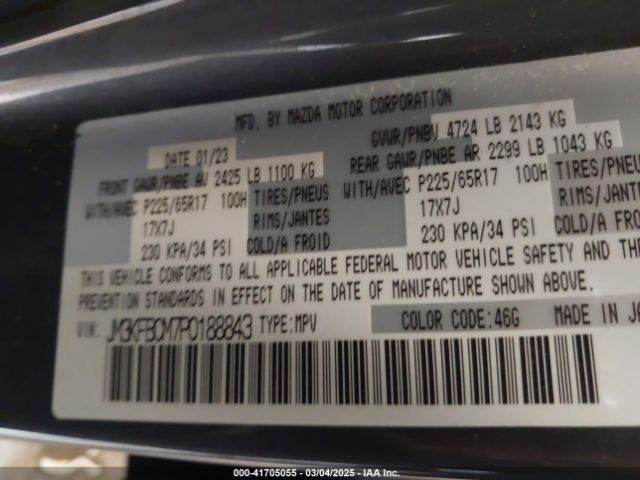 MFD. BY MAZDA MOTOR CORPORATION
DATE 01/23 GVWR/PNBV 4724 LB 2143 KG
FRONT GAWR/PNBE AV 2425 LB 1100 KG REAR GAWR/PNBE AR 2299 LB 1043 KG
WITH/AVEC P225/65R17 100H TIRES/PNEUS WITH/AVEC P225/65R17 100H TIRES/PNEUS
17X7J RIMS/JANTES 17X7J RIMS/JANTES
230 KPA/34 PSI COLD/A FROID 230 KPA/34 PSI COLD/A FROID
THIS VEHICLE CONFORMS TO ALL APPLICABLE FEDERAL MOTOR VEHICLE SAFETY AND THEFT
PREVENTION STANDARDS IN EFFECT ON THE DATE OF MANUFACTURE SHOWN ABOVE.
VIN: JM3KFBCM7P0188843 TYPE:MPV COLOR CODE:46G MADE IN JA
000-41705055 - 03/04/2025 - IAA Inc.